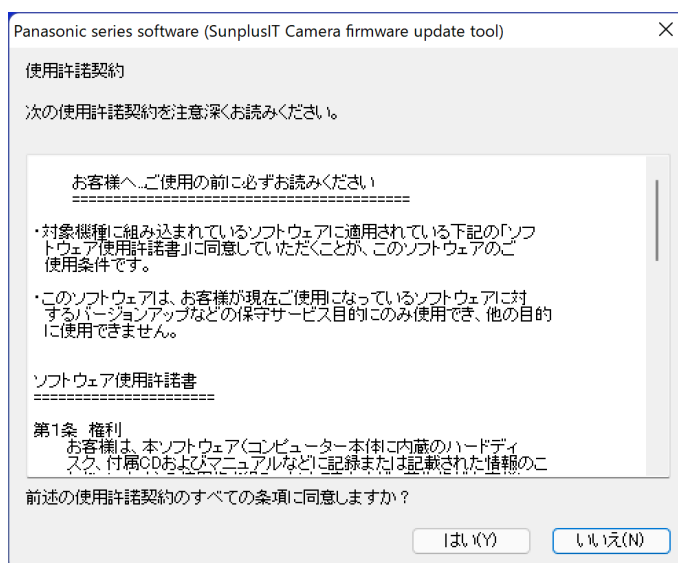 Panasonic series software (SunplusIT Camera firmware update tool)
使用許諾契約
次の使用許諾契約を注意深くお読みください。
お客様へ...ご使用の前に必ずお読みください
=========================================
・対象機種に組み込まれているソフトウェアに適用されている下記の「ソフ
トウェア使用許諾書」に同意していただくことが、このソフトウェアのご
使用条件です。
・このソフトウェアは、お客様が現在ご使用になっているソフトウェアに対
するバージョンアップなどの保守サービス目的にのみ使用でき、他の目的
に使用できません。
ソフトウェア使用許諾書
======================
第1条 権利
お客様は、本ソフトウェア(コンピューター本体に内蔵のハードディ
スク、付属CDおよびマニュアルなどに記録または記載された情報のこ
前述の使用許諾契約のすべての条項に同意しますか?
はい(Y)
いいえ(N)